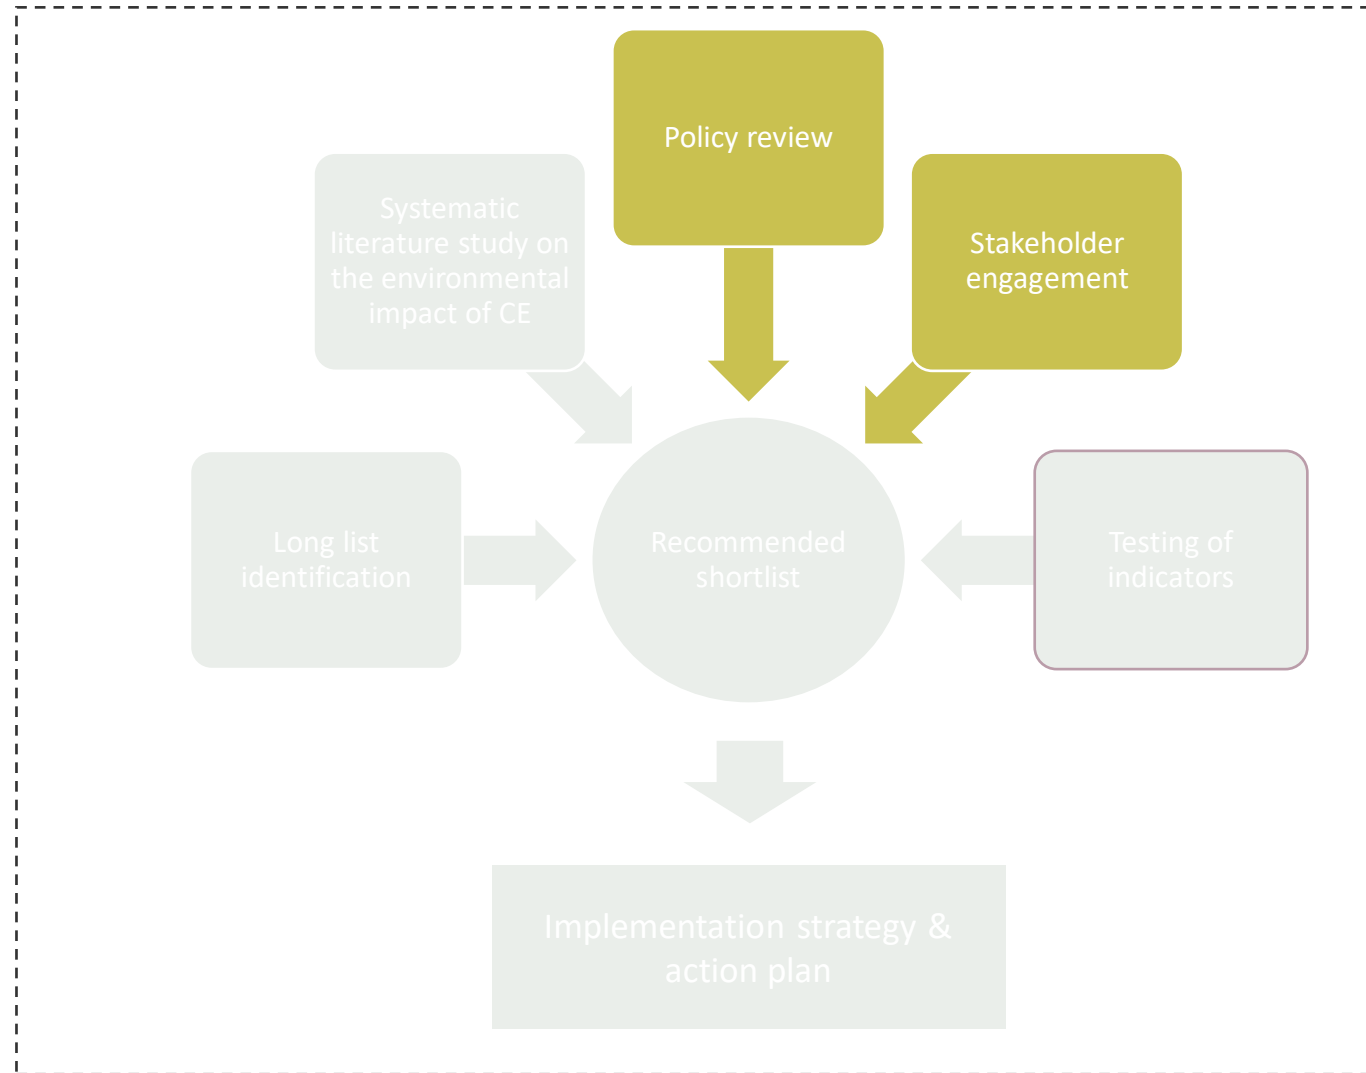 Policy review
Systematic
literature study on
the environmental
impact of CE
Stakeholder
engagement
Long list
identification
Recommended
shortlist
Testing of
indicators
Implementation strategy &
action plan